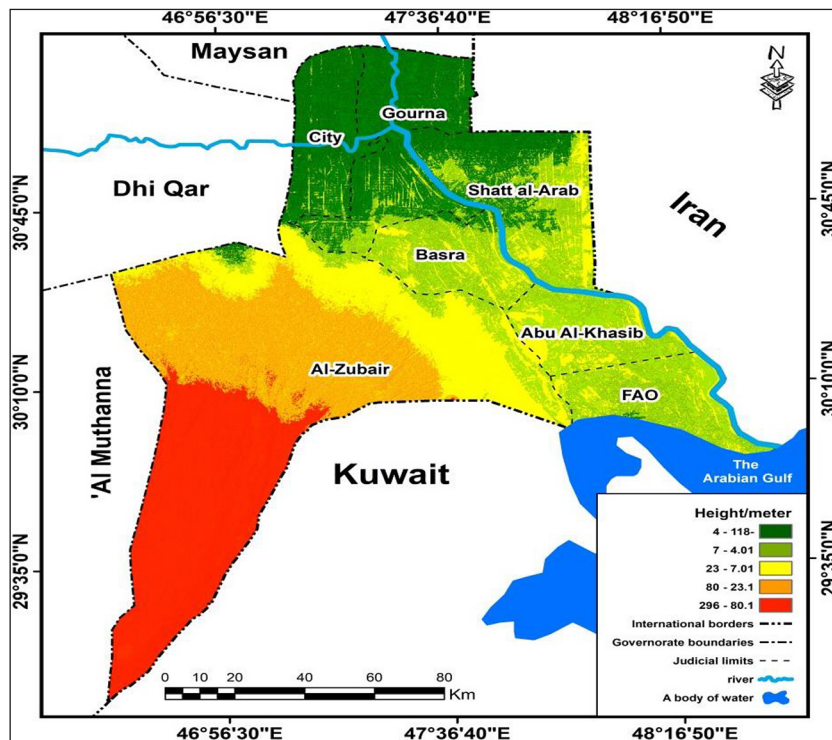 46°56'30"E 47°36'40"E 48°16'50"E
N
Maysan
Gourna
City
Dhi Qar
Shatt al-Arab
Iran
30°45'0"N 30°45'0"N
Basra
Abu Al-Khasib
Al-Zubair
FAO
30°10'0"N 30°10'0"N
'Al Muthanna
Kuwait
The
Arabian Gulf
29°35'0"N 29°35'0"N
Height/meter
4 - 118-
7 - 4.01
23 - 7.01
80 - 23.1
296 - 80.1
International borders
Governorate boundaries
Judicial limits
river
A body of water
0 10 20 40 60 80
Km
46°56'30"E 47°36'40"E 48°16'50"E